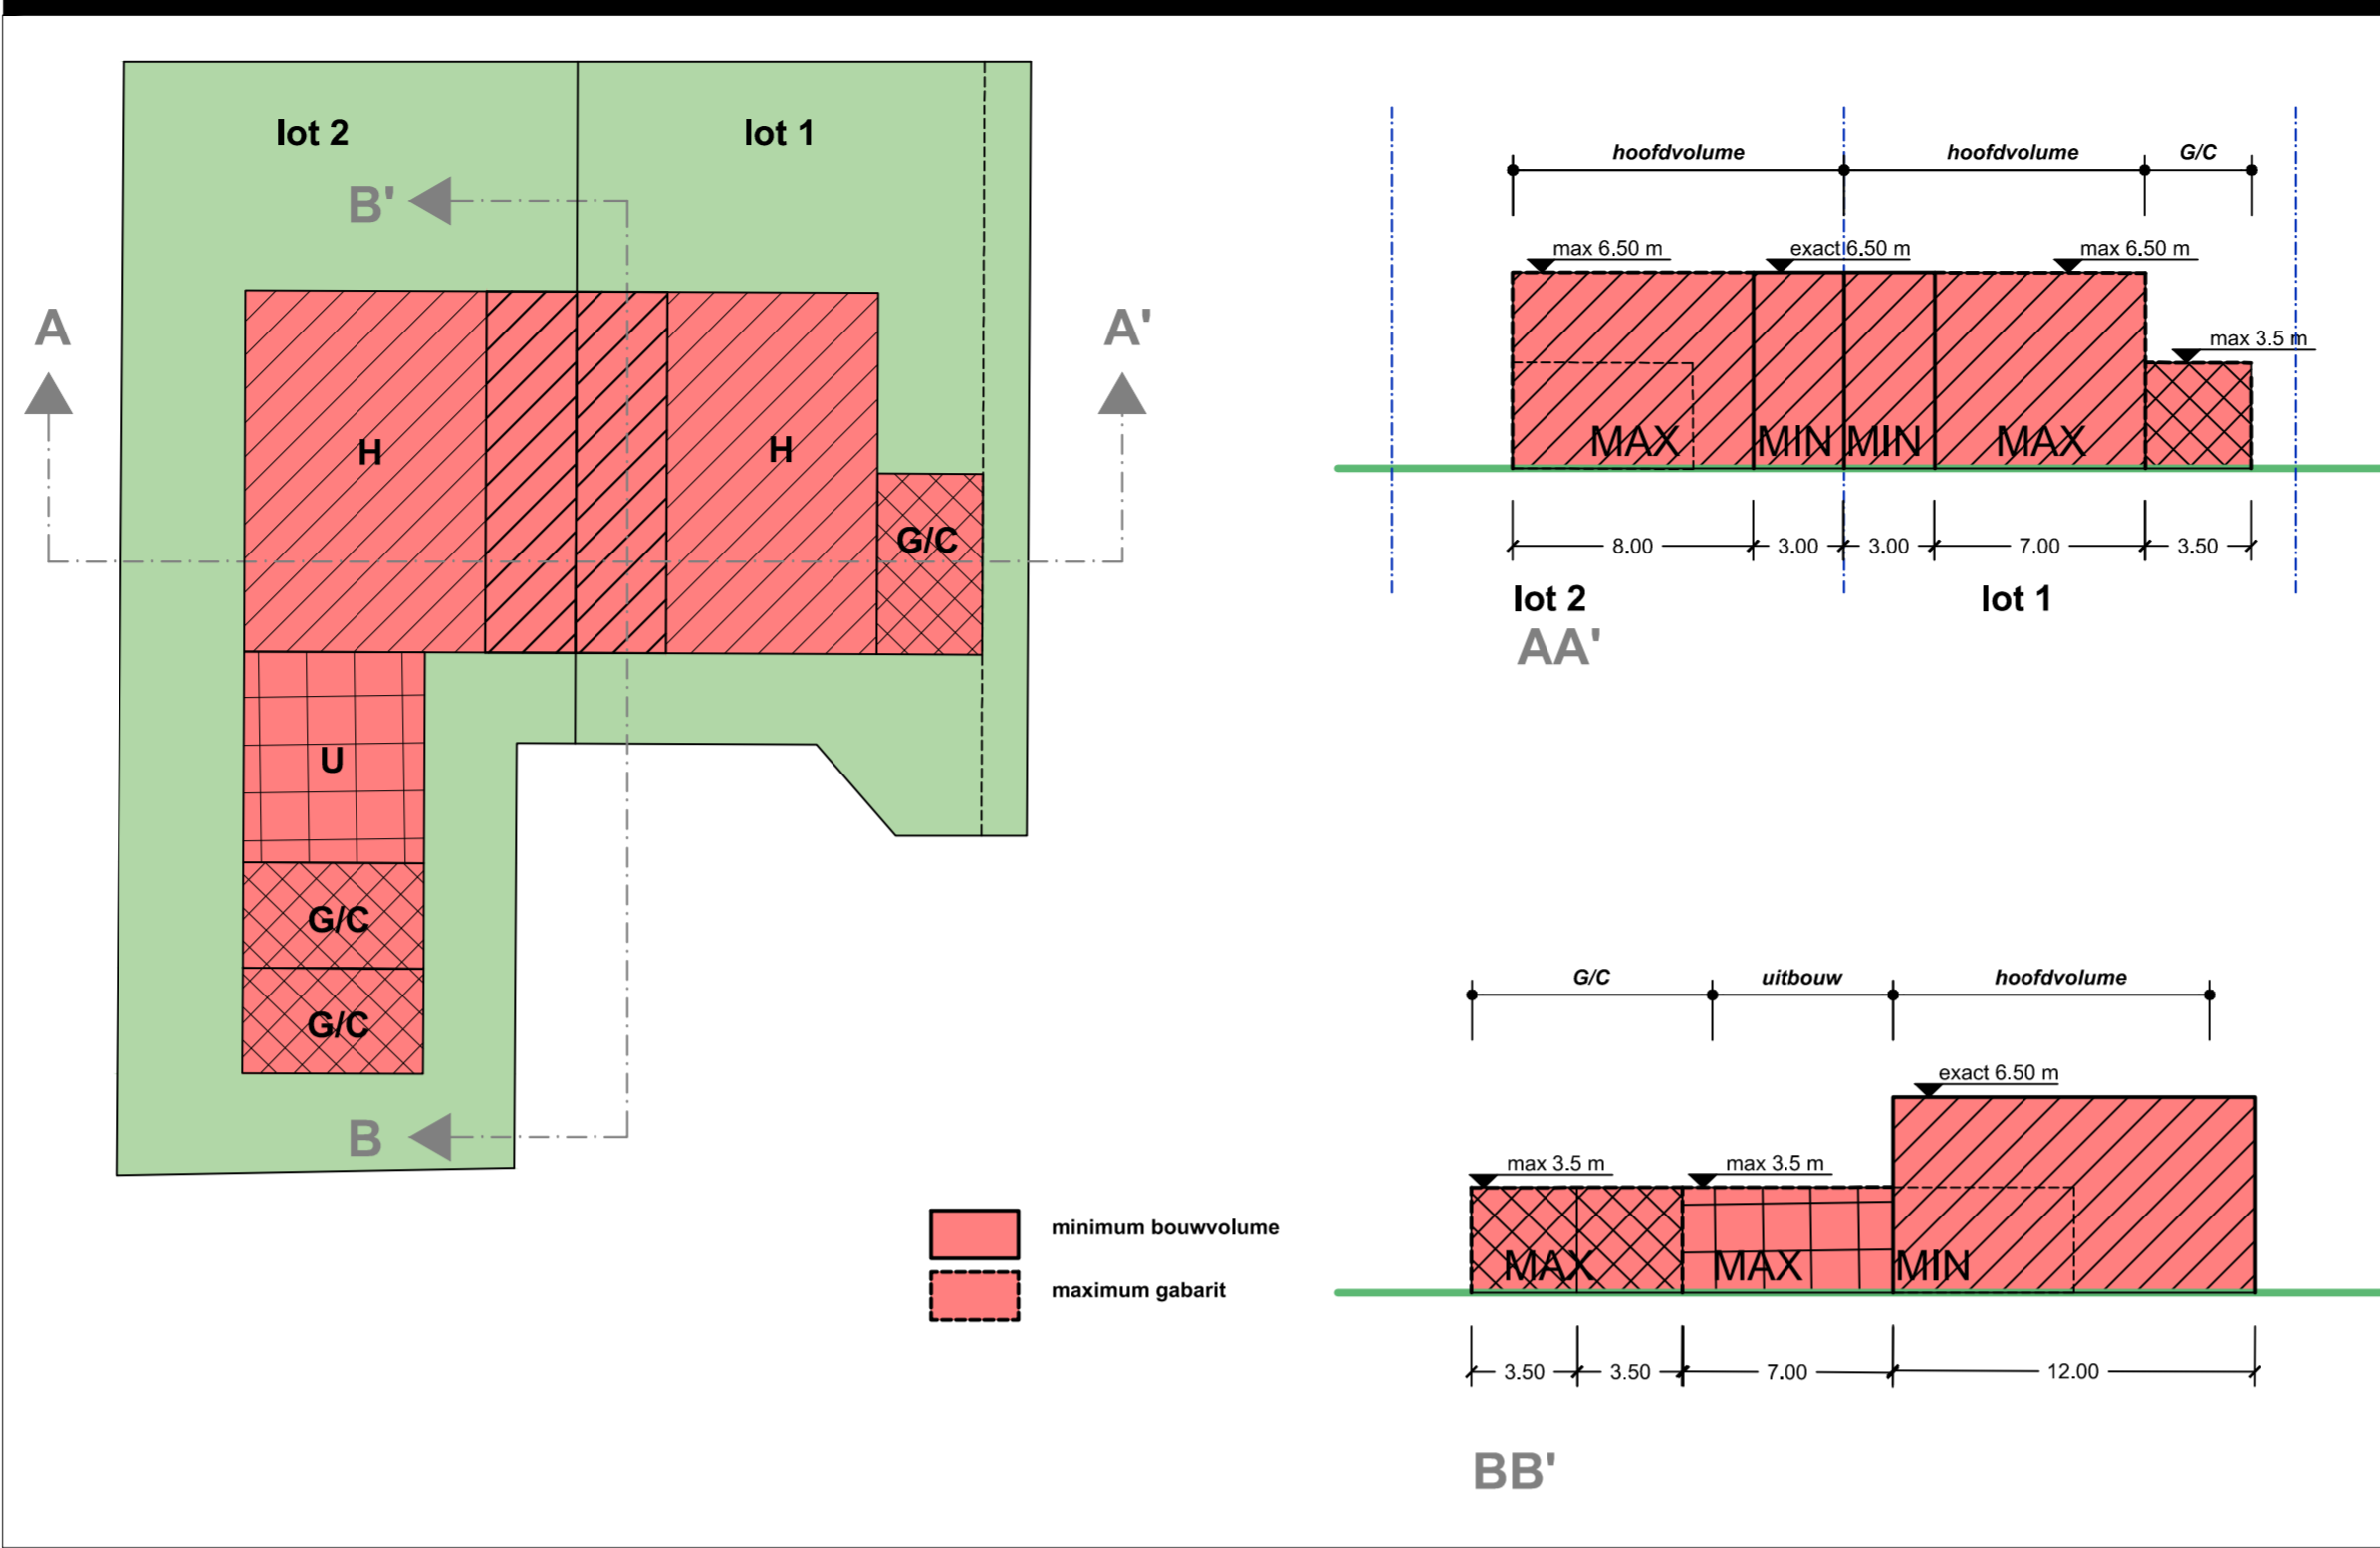 lot 2
lot 1
B'
A
A'
H
H
G/C
U
G/C
G/C
B
minimum bouwvolume
maximum gabarit
hoofdvolume
hoofdvolume
G/C
max 6.50 m
exact 6.50 m
max 6.50 m
max 3.5 m
MAX
MIN
MIN
MAX
8.00
3.00
3.00
7.00
3.50
lot 2
lot 1
AA'
G/C
uitbouw
hoofdvolume
exact 6.50 m
max 3.5 m
max 3.5 m
MAX
MAX
MIN
3.50
3.50
7.00
12.00
BB'